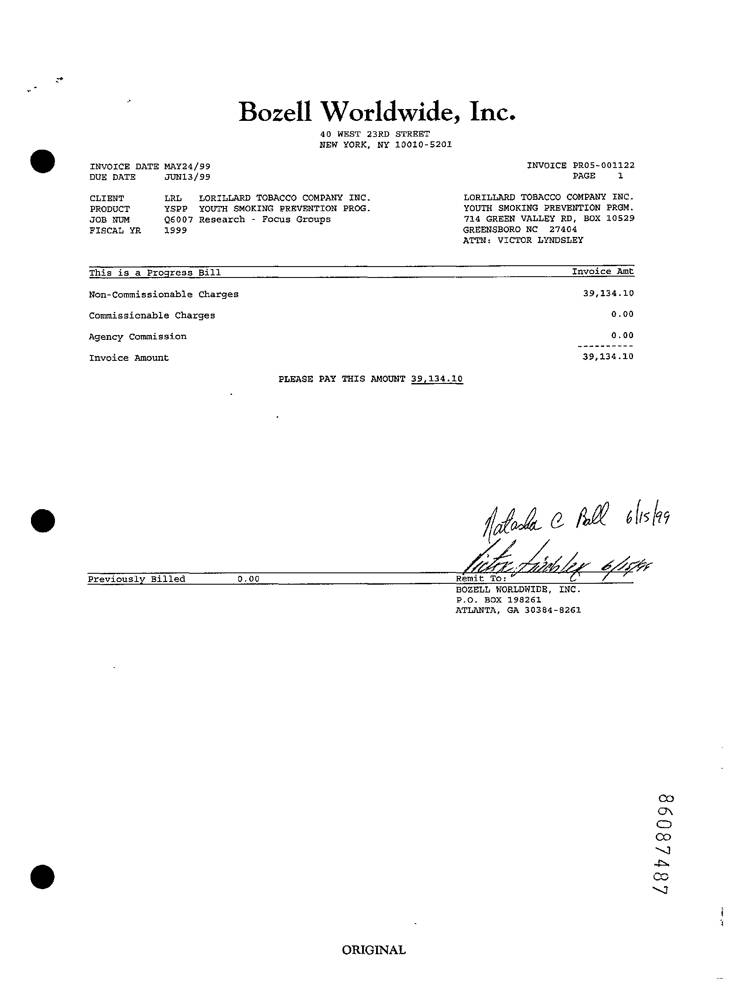 Bozell Worldwide, Inc.
40 WEST 23RD STREET
NEW YORK, NY 10010-5201
INVOICE DATE MAY24/99 INVOICE PR05-001122
DUE DATE JUN13/99 PAGE 1
CLIENT LRL LORILLARD TOBACCO COMPANY INC. LORILLARD TOBACCO COMPANY INC.
PRODUCT YSPP YOUTH SMOKING PREVENTION PROG. YOUTH SMOKING PREVENTION PRGM.
JOB NUM Q6007 Research - Focus Groups 714 GREEN VALLEY RD, BOX 10529
FISCAL YR 1999 GREENSBORO NC 27404
ATTN: VICTOR LYNDSLEY
This is a Progress Bill Invoice Amt
Non-Commissionable Charges 39,134.10
Commissionable Charges 0.00
Agency Commission 0.00
----------
Invoice Amount 39,134.10
PLEASE PAY THIS AMOUNT 39,134.10
Natasha C Ball 6/15/99
Victor Lindsley 6/15/99
Previously Billed 0.00 Remit To:
BOZELL WORLDWIDE, INC.
P.O. BOX 198261
ATLANTA, GA 30384-8261
86087487
ORIGINAL